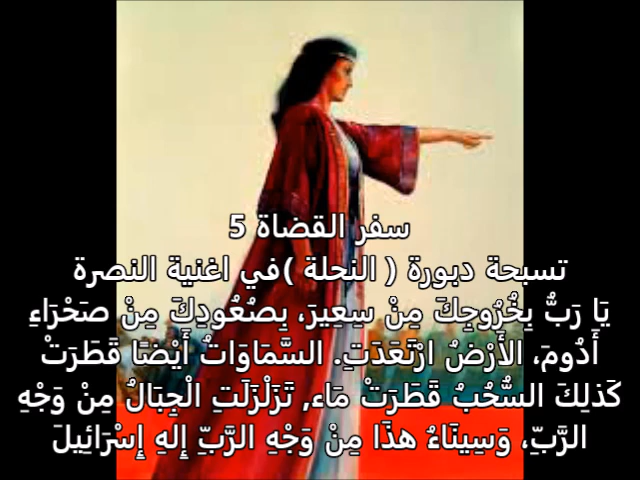 سفر القضاة 5
تسبحة دبورة ( النحلة )في اغنية النصرة
يَا رَبُّ بِخُرُوجِكَ مِنْ سِعِيرَ، بِصُعُودِكَ مِنْ صَحْرَاءِ
أَدُومَ، الأَرْضُ ارْتَعَدَتِ. السَّمَاوَاتُ أَيْضًا قَطَرَتْ
كَذلِكَ السُّحُبُ قَطَرَتْ مَاء, تَزَلْزَلَتِ الْجِبَالُ مِنْ وَجْهِ
الرَّبِّ، وَسِينَاءُ هذَا مِنْ وَجْهِ الرَّبِّ إِلهِ إِسْرَائِيلَ